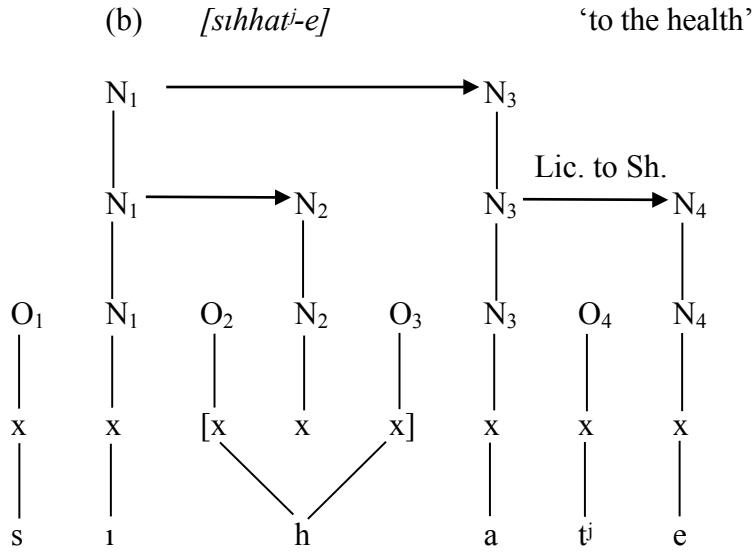 (b) [sıhhatʲ-e] ‘to the health’
N₁ N₃
Lic. to Sh.
N₁ N₂ N₃ N₄
O₁ N₁ O₂ N₂ O₃ N₃ O₄ N₄
x x [x x x] x x x
s ı h a tʲ e